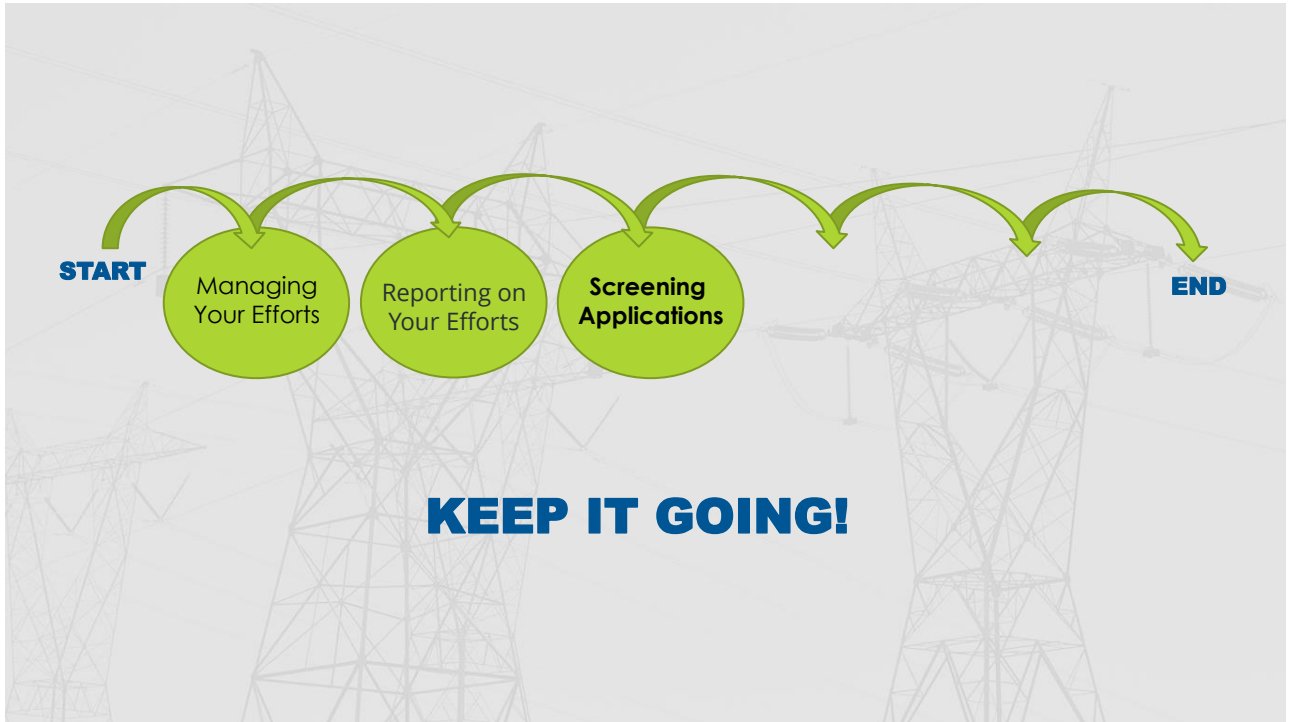 START
Managing
Your Efforts
Reporting on
Your Efforts
Screening
Applications
END
KEEP IT GOING!